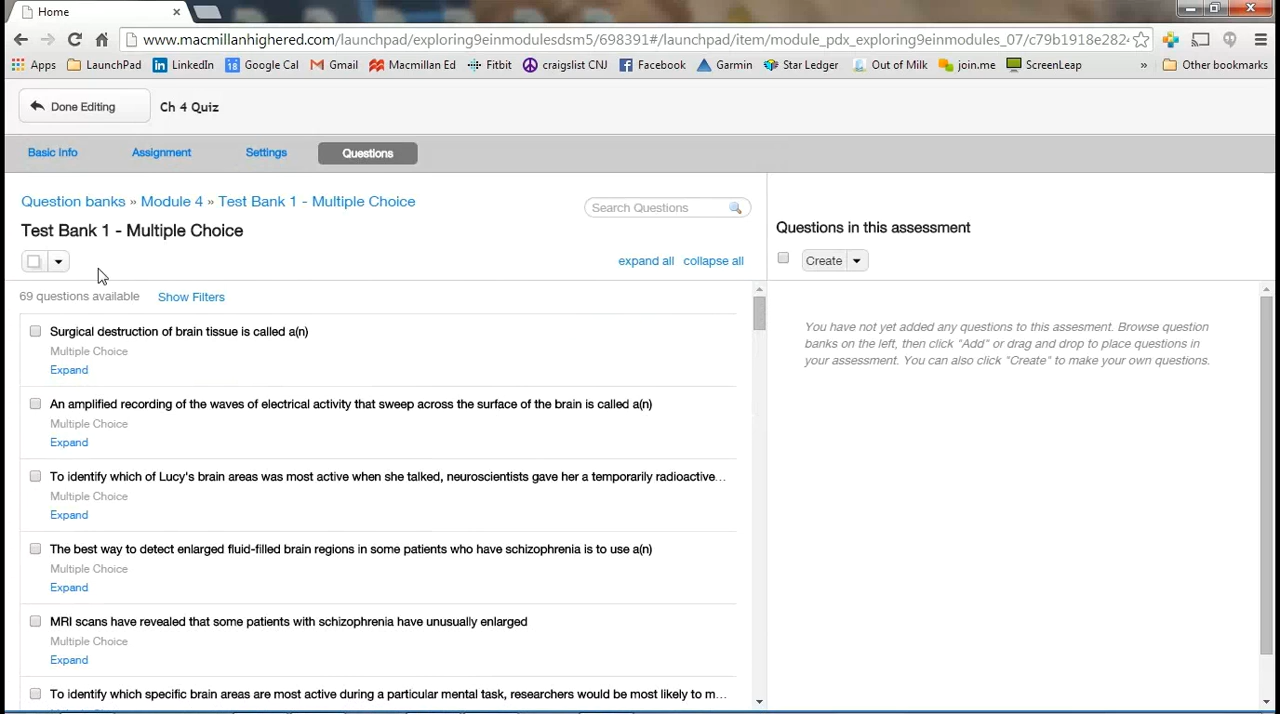 Home
www.macmillanhighered.com/launchpad/exploring9einmodulesdsm5/698391#/launchpad/item/module_pdx_exploring9einmodules_07/c79b1918e2824
Apps LaunchPad LinkedIn 18 Google Cal Gmail Macmillan Ed Fitbit craigslist CNJ Facebook Garmin Star Ledger Out of Milk join.me ScreenLeap » Other bookmarks
Done Editing Ch 4 Quiz
Basic Info Assignment Settings Questions
Question banks » Module 4 » Test Bank 1 - Multiple Choice
Search Questions
Test Bank 1 - Multiple Choice
expand all collapse all
69 questions available Show Filters
Surgical destruction of brain tissue is called a(n)
Multiple Choice
Expand
An amplified recording of the waves of electrical activity that sweep across the surface of the brain is called a(n)
Multiple Choice
Expand
To identify which of Lucy's brain areas was most active when she talked, neuroscientists gave her a temporarily radioactive...
Multiple Choice
Expand
The best way to detect enlarged fluid-filled brain regions in some patients who have schizophrenia is to use a(n)
Multiple Choice
Expand
MRI scans have revealed that some patients with schizophrenia have unusually enlarged
Multiple Choice
Expand
To identify which specific brain areas are most active during a particular mental task, researchers would be most likely to m...
Questions in this assessment
Create
You have not yet added any questions to this assesment. Browse question
banks on the left, then click "Add" or drag and drop to place questions in
your assessment. You can also click "Create" to make your own questions.